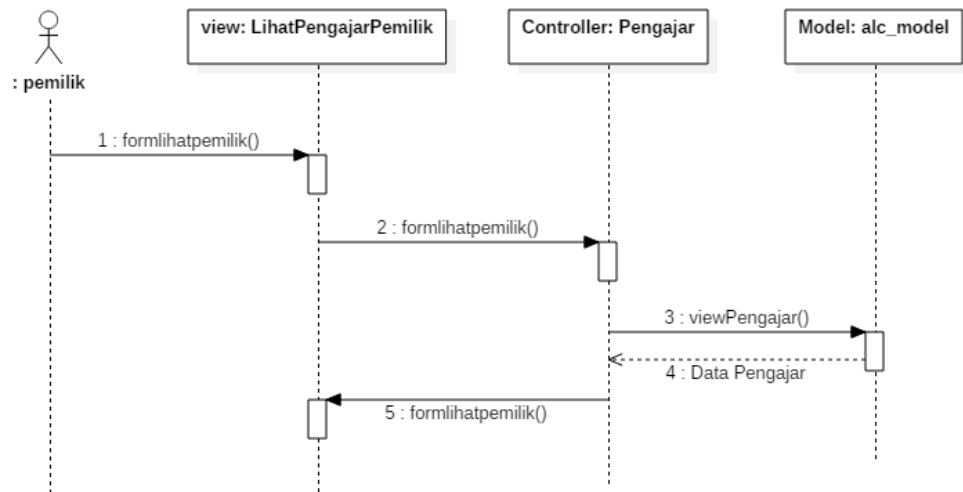 view: LihatPengajarPemilik
Controller: Pengajar
Model: alc_model
: pemilik
1 : formlihatpemilik()
2 : formlihatpemilik()
3 : viewPengajar()
4 : Data Pengajar
5 : formlihatpemilik()